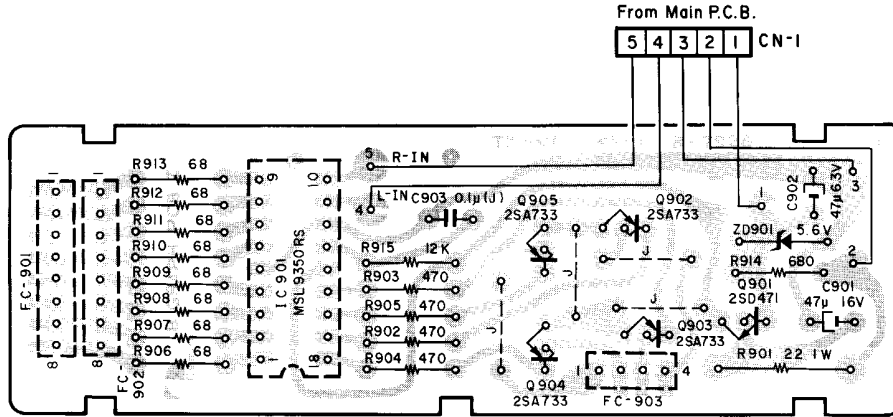 From Main P.C.B.
5 4 3 2 1 CN-1
5 R-IN
4 L-IN
C903 0.1µ(J)
R913 68
R912 68
R911 68
R910 68
R909 68
R908 68
R907 68
R906 68
FC-901
1
8
1
8
FC-902
9
10
IC901
MSL9350RS
1
18
R915 12K
R903 470
R905 470
R902 470
R904 470
Q905
2SA733
Q902
2SA733
J
J
J
J
Q903
2SA733
Q904
2SA733
1 4
FC-903
1
C902
47µ6.3V
3
ZD901 5.6V
2
R914 680
Q901
2SD471
C901
47µ 16V
R901 22 1W